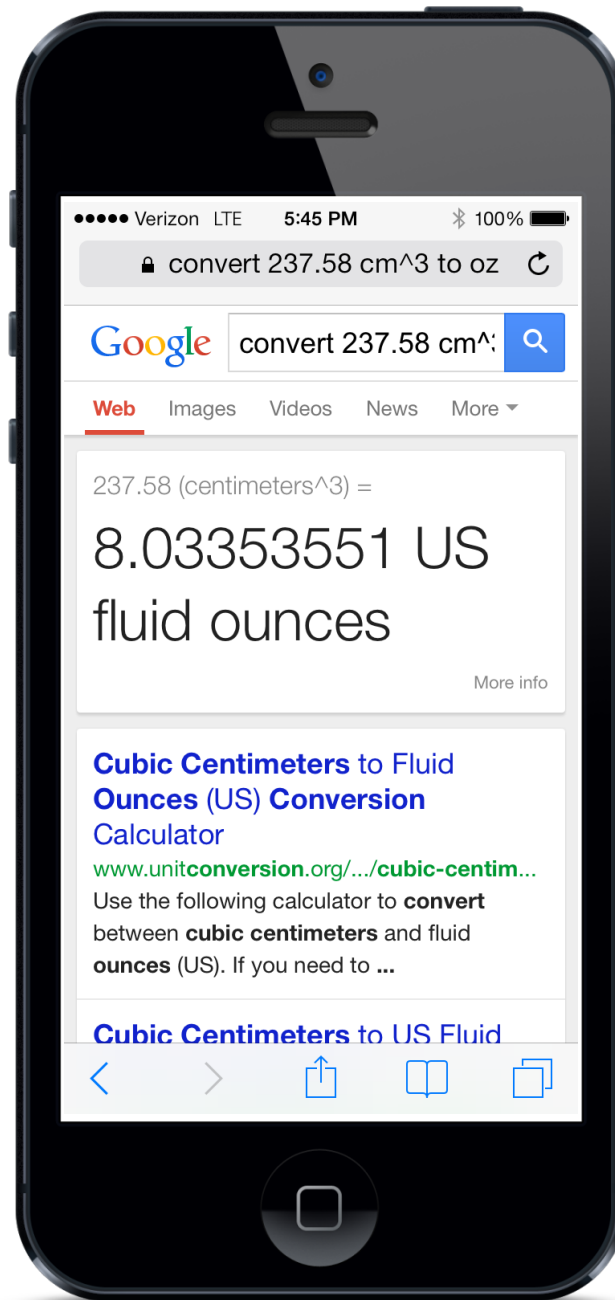 Verizon LTE 5:45 PM 100%
convert 237.58 cm^3 to oz
Google convert 237.58 cm^:
Web Images Videos News More
237.58 (centimeters^3) =
8.03353551 US
fluid ounces
More info
Cubic Centimeters to Fluid
Ounces (US) Conversion
Calculator
www.unitconversion.org/.../cubic-centim...
Use the following calculator to convert
between cubic centimeters and fluid
ounces (US). If you need to ...
Cubic Centimeters to US Fluid